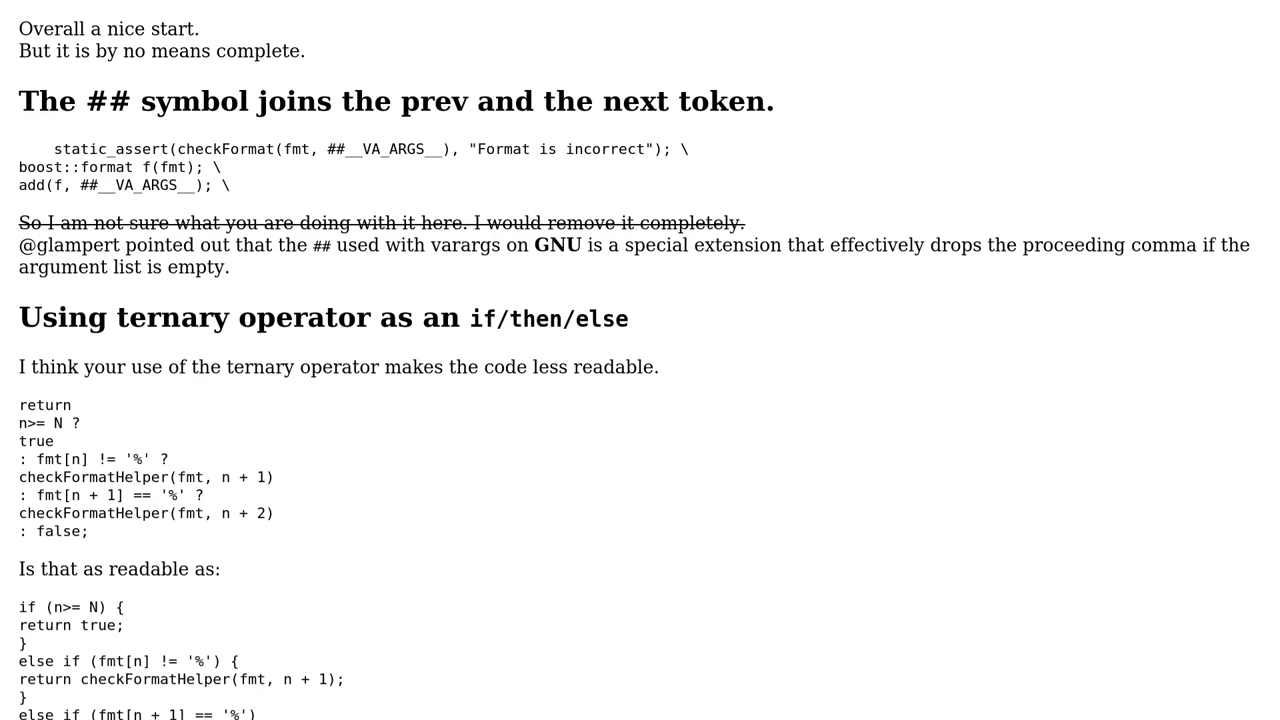 Overall a nice start.
But it is by no means complete.
The ## symbol joins the prev and the next token.
    static_assert(checkFormat(fmt, ##__VA_ARGS__), "Format is incorrect"); \
boost::format f(fmt); \
add(f, ##__VA_ARGS__); \
So I am not sure what you are doing with it here. I would remove it completely.
@glampert pointed out that the ## used with varargs on GNU is a special extension that effectively drops the proceeding comma if the
argument list is empty.
Using ternary operator as an if/then/else
I think your use of the ternary operator makes the code less readable.
return
n>= N ?
true
: fmt[n] != '%' ?
checkFormatHelper(fmt, n + 1)
: fmt[n + 1] == '%' ?
checkFormatHelper(fmt, n + 2)
: false;
Is that as readable as:
if (n>= N) {
return true;
}
else if (fmt[n] != '%') {
return checkFormatHelper(fmt, n + 1);
}
else if (fmt[n + 1] == '%')